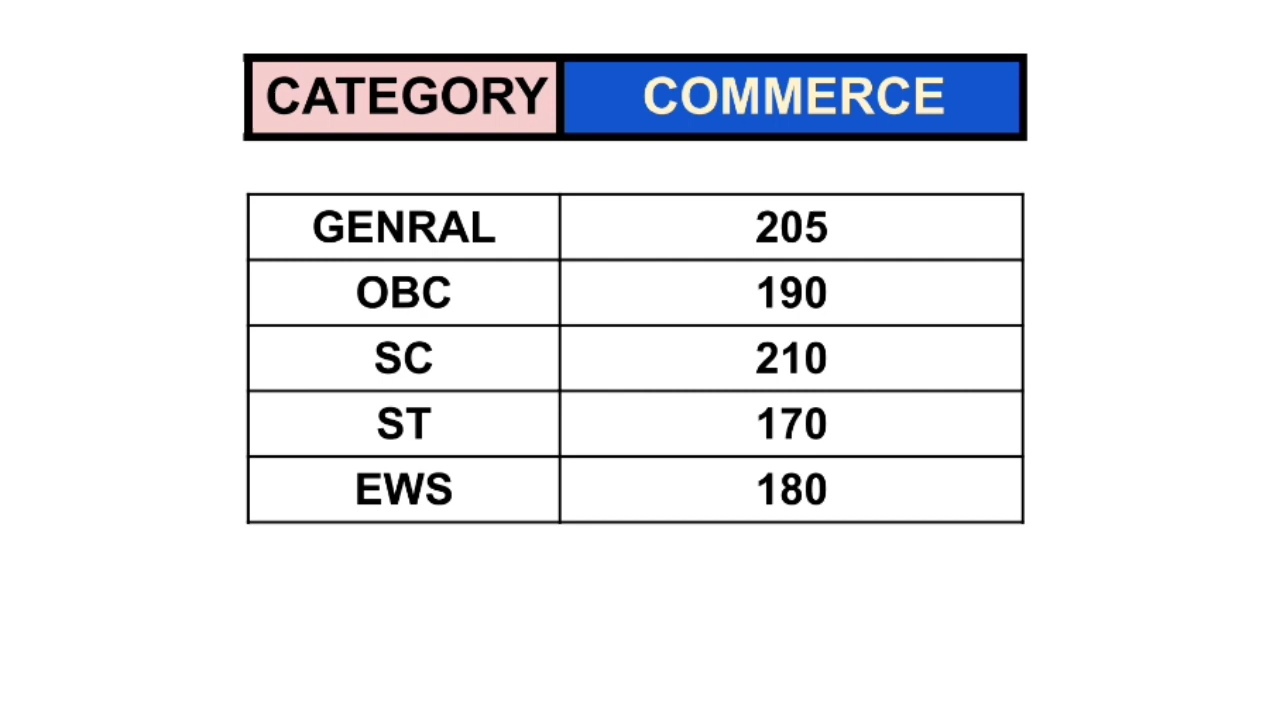 CATEGORY COMMERCE
GENRAL 205
OBC 190
SC 210
ST 170
EWS 180